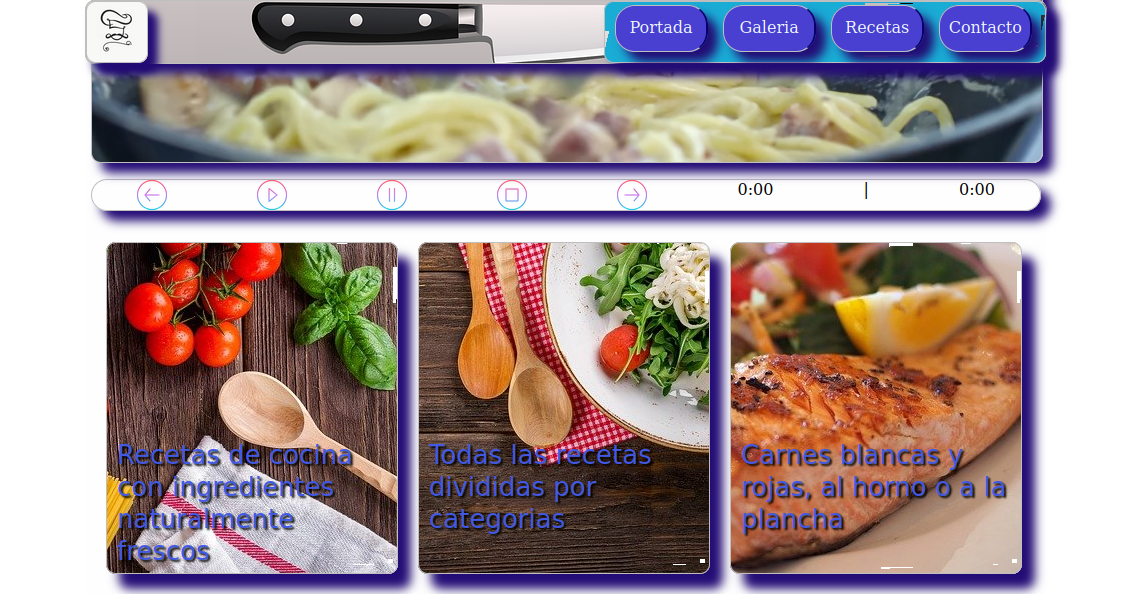 Portada Galeria Recetas Contacto
0:00 0:00
Recetas de cocina
con ingredientes
naturalmente
frescos
Todas las recetas
divididas por
categorias
Carnes blancas y
rojas, al horno o a la
plancha